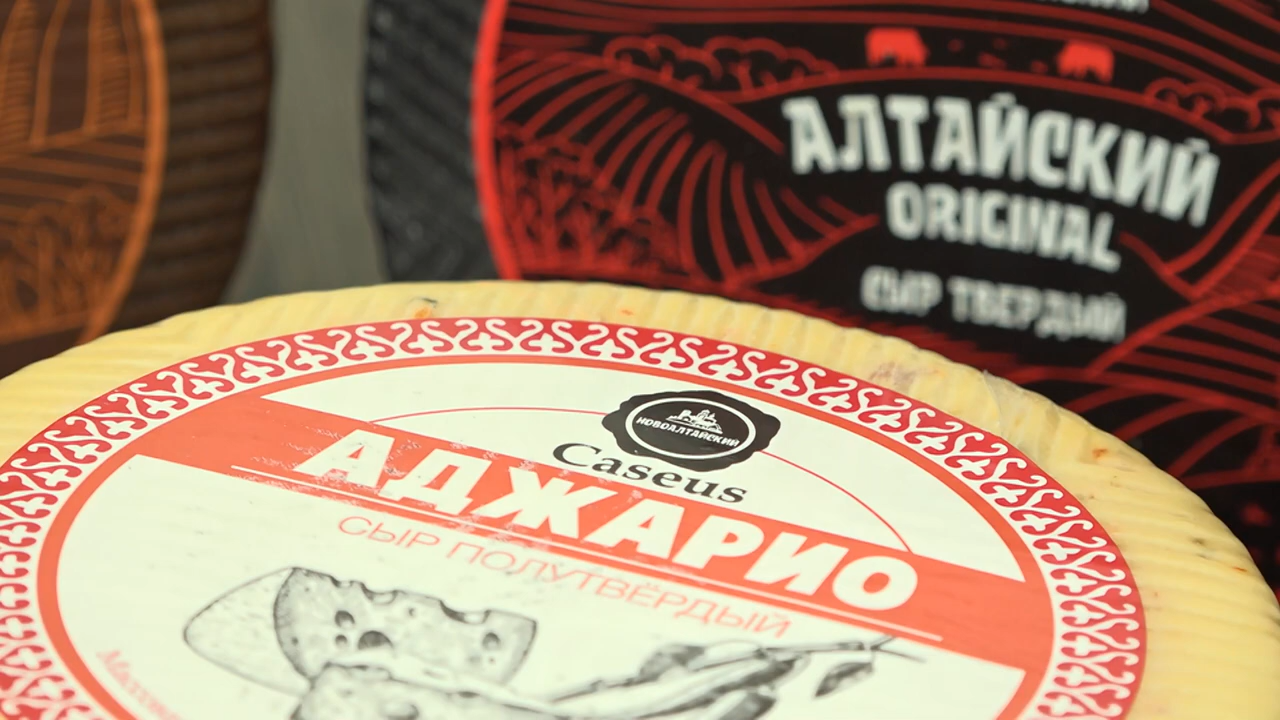 АЛТАЙСКИЙ
ORIGINAL
СЫР ТВЕРДЫЙ
НОВОАЛТАЙСКИЙ
Caseus
АДЖАРИО
СЫР ПОЛУТВЁРДЫЙ